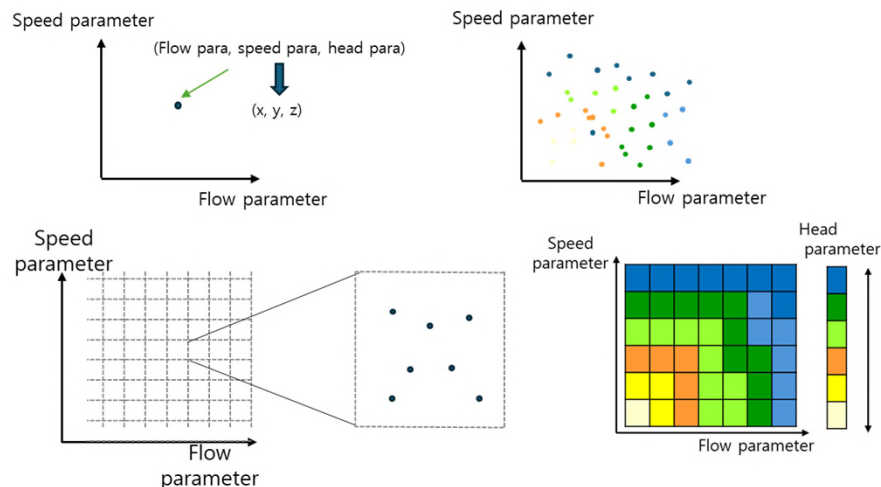 Speed parameter
(Flow para, speed para, head para)
(x, y, z)
Flow parameter
Speed parameter
Flow parameter
Speed
parameter
Flow
parameter
Speed
parameter
Head
parameter
Flow parameter